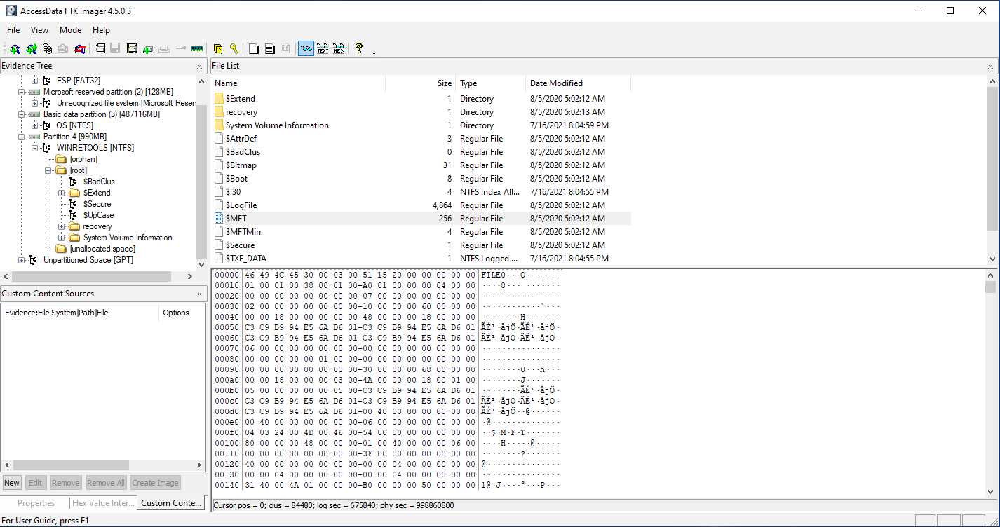 AccessData FTK Imager 4.5.0.3
File View Mode Help
Evidence Tree
ESP [FAT32]
Microsoft reserved partition (2) [128MB]
Unrecognized file system [Microsoft Reser
Basic data partition (3) [487116MB]
OS [NTFS]
Partition 4 [990MB]
WINRETOOLS [NTFS]
[orphan]
[root]
$BadClus
$Extend
$Secure
$UpCase
recovery
System Volume Information
[unallocated space]
Unpartitioned Space [GPT]
Custom Content Sources
Evidence:File System|Path|File Options
New Edit Remove Remove All Create Image
Properties Hex Value Inter... Custom Conte...
File List
Name Size Type Date Modified
$Extend 1 Directory 8/5/2020 5:02:12 AM
recovery 1 Directory 8/5/2020 5:02:13 AM
System Volume Information 1 Directory 7/16/2021 8:04:59 PM
$AttrDef 3 Regular File 8/5/2020 5:02:12 AM
$BadClus 0 Regular File 8/5/2020 5:02:12 AM
$Bitmap 31 Regular File 8/5/2020 5:02:12 AM
$Boot 8 Regular File 8/5/2020 5:02:12 AM
$I30 4 NTFS Index All... 7/16/2021 8:04:55 PM
$LogFile 4,864 Regular File 8/5/2020 5:02:12 AM
$MFT 256 Regular File 8/5/2020 5:02:12 AM
$MFTMirr 4 Regular File 8/5/2020 5:02:12 AM
$Secure 1 Regular File 8/5/2020 5:02:12 AM
$TXF_DATA 1 NTFS Logged ... 7/16/2021 8:04:55 PM
00000 46 49 4C 45 30 00 03 00-51 15 20 00 00 00 00 00 FILE0···Q· ·····
00010 01 00 01 00 38 00 01 00-A0 01 00 00 00 04 00 00 ····8··· ·······
00020 00 00 00 00 00 00 00 00-07 00 00 00 00 00 00 00 ················
00030 02 00 00 00 00 00 00 00-10 00 00 00 60 00 00 00 ············`···
00040 00 00 18 00 00 00 00 00-48 00 00 00 18 00 00 00 ········H·······
00050 C3 C9 B9 94 E5 6A D6 01-C3 C9 B9 94 E5 6A D6 01 ÃÉ¹·åjÖ·ÃÉ¹·åjÖ·
00060 C3 C9 B9 94 E5 6A D6 01-C3 C9 B9 94 E5 6A D6 01 ÃÉ¹·åjÖ·ÃÉ¹·åjÖ·
00070 06 00 00 00 00 00 00 00-00 00 00 00 00 00 00 00 ················
00080 00 00 00 00 00 01 00 00-00 00 00 00 00 00 00 00 ················
00090 00 00 00 00 00 00 00 00-30 00 00 00 68 00 00 00 ········0···h···
000a0 00 00 18 00 00 00 03 00-4A 00 00 00 18 00 01 00 ········J·······
000b0 05 00 00 00 00 00 05 00-C3 C9 B9 94 E5 6A D6 01 ········ÃÉ¹·åjÖ·
000c0 C3 C9 B9 94 E5 6A D6 01-C3 C9 B9 94 E5 6A D6 01 ÃÉ¹·åjÖ·ÃÉ¹·åjÖ·
000d0 C3 C9 B9 94 E5 6A D6 01-00 40 00 00 00 00 00 00 ÃÉ¹·åjÖ··@······
000e0 00 40 00 00 00 00 00 00-06 00 00 00 00 00 00 00 ·@··············
000f0 04 03 24 00 4D 00 46 00-54 00 00 00 00 00 00 00 ··$·M·F·T·······
00100 80 00 00 00 48 00 00 00-01 00 40 00 00 00 06 00 ····H·····@·····
00110 00 00 00 00 00 00 00 00-3F 00 00 00 00 00 00 00 ········?·······
00120 40 00 00 00 00 00 00 00-00 00 04 00 00 00 00 00 @···············
00130 00 00 04 00 00 00 00 00-00 00 04 00 00 00 00 00 ················
00140 31 40 00 4A 01 00 00 00-B0 00 00 00 50 00 00 00 1@·J····°···P···
Cursor pos = 0; clus = 84480; log sec = 675840; phy sec = 998860800
For User Guide, press F1